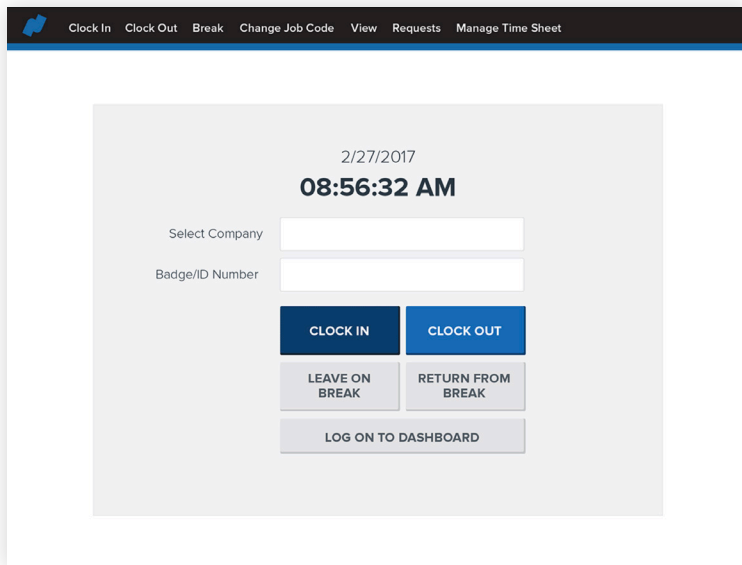 Clock In Clock Out Break Change Job Code View Requests Manage Time Sheet
2/27/2017
08:56:32 AM
Select Company
Badge/ID Number
CLOCK IN CLOCK OUT
LEAVE ON RETURN FROM
BREAK BREAK
LOG ON TO DASHBOARD